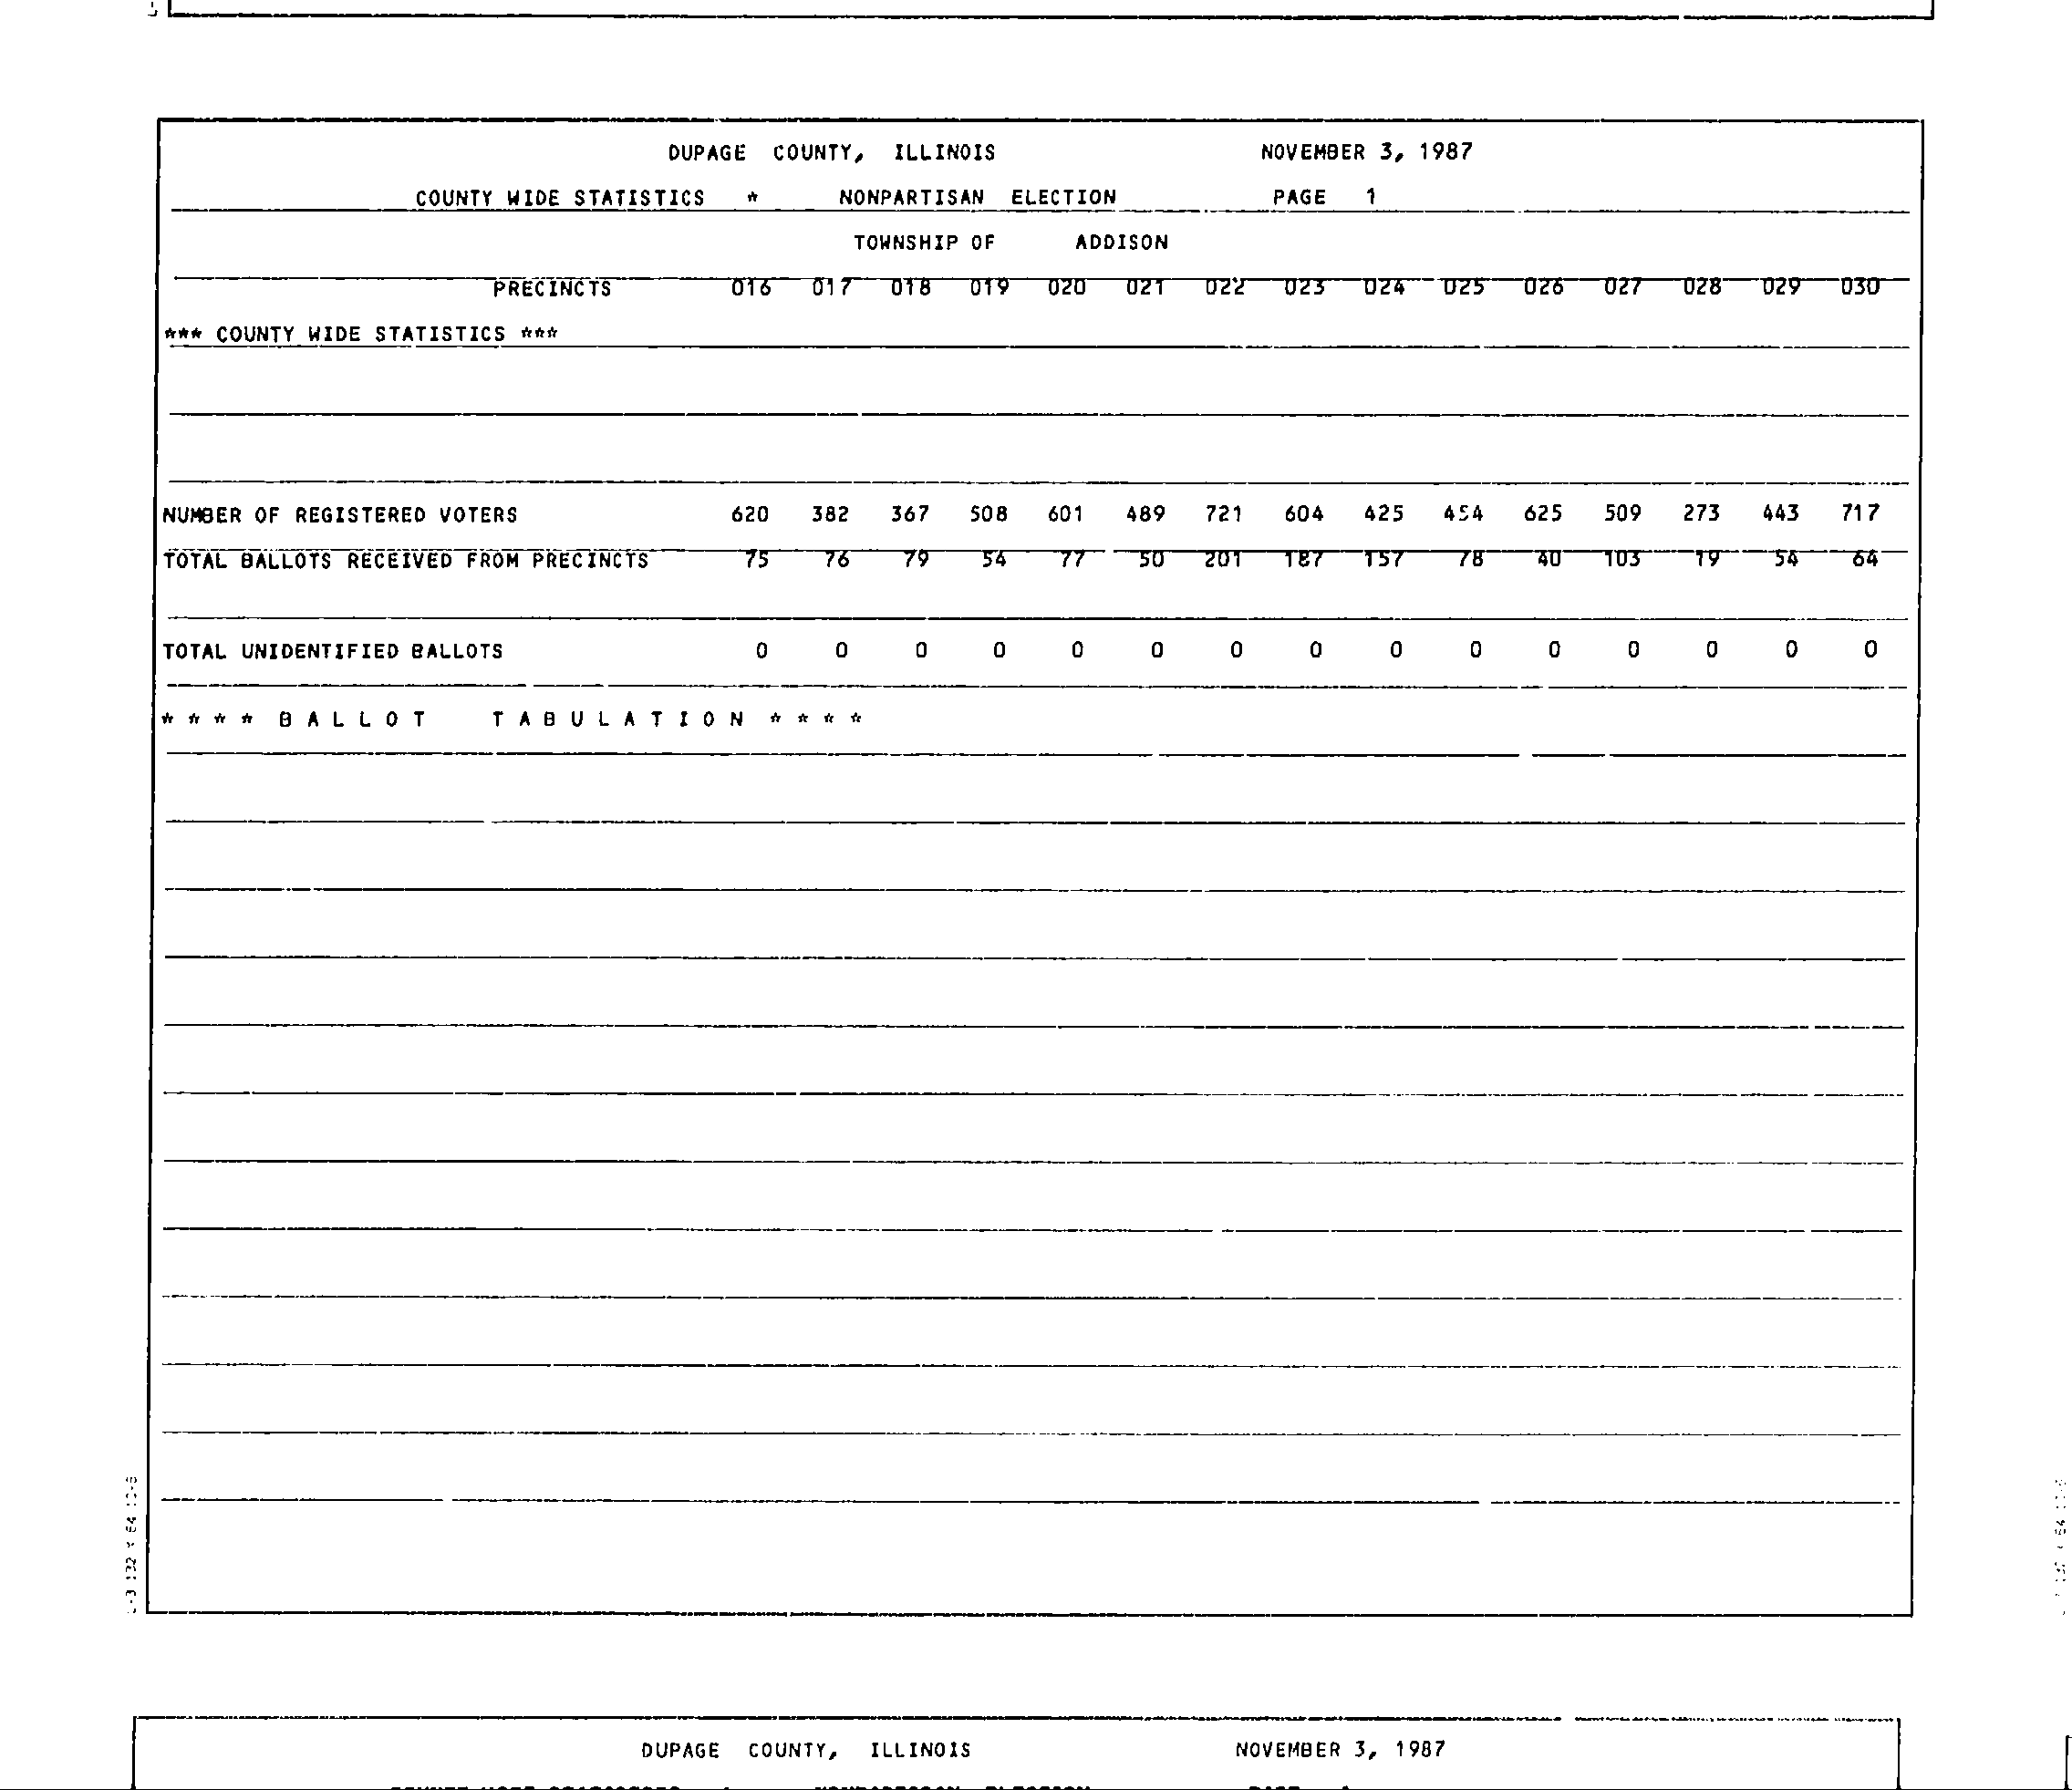 DUPAGE COUNTY, ILLINOIS NOVEMBER 3, 1987
COUNTY WIDE STATISTICS * NONPARTISAN ELECTION PAGE 1
TOWNSHIP OF ADDISON
PRECINCTS 016 017 018 019 020 021 022 023 024 025 026 027 028 029 030
*** COUNTY WIDE STATISTICS ***
NUMBER OF REGISTERED VOTERS 620 382 367 508 601 489 721 604 425 454 625 509 273 443 717
TOTAL BALLOTS RECEIVED FROM PRECINCTS 75 76 79 54 77 50 201 187 157 78 40 103 19 54 64
TOTAL UNIDENTIFIED BALLOTS 0 0 0 0 0 0 0 0 0 0 0 0 0 0 0
* * * * B A L L O T T A B U L A T I O N * * * *
DUPAGE COUNTY, ILLINOIS NOVEMBER 3, 1987